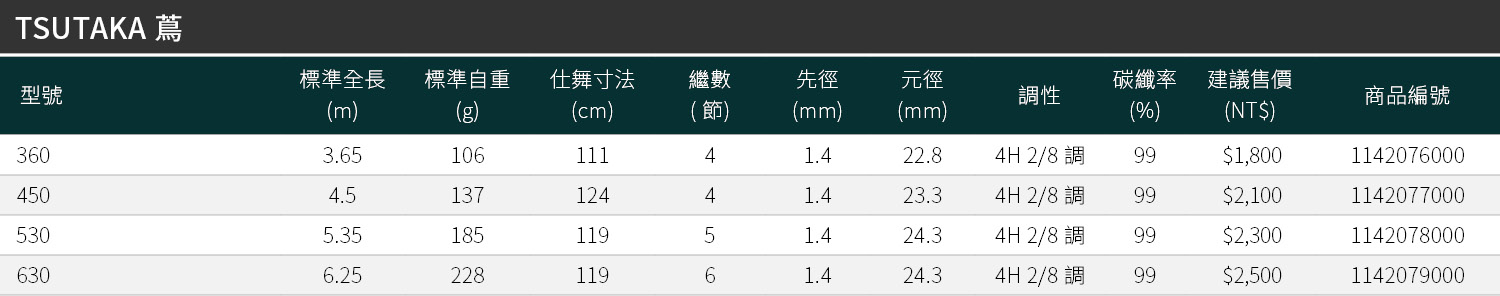 TSUTAKA 蔦
型號 標準全長 (m) 標準自重 (g) 仕舞寸法 (cm) 繼數 ( 節) 先徑 (mm) 元徑 (mm) 調性 碳纖率 (%) 建議售價 (NT$) 商品編號
360 3.65 106 111 4 1.4 22.8 4H 2/8 調 99 $1,800 1142076000
450 4.5 137 124 4 1.4 23.3 4H 2/8 調 99 $2,100 1142077000
530 5.35 185 119 5 1.4 24.3 4H 2/8 調 99 $2,300 1142078000
630 6.25 228 119 6 1.4 24.3 4H 2/8 調 99 $2,500 1142079000